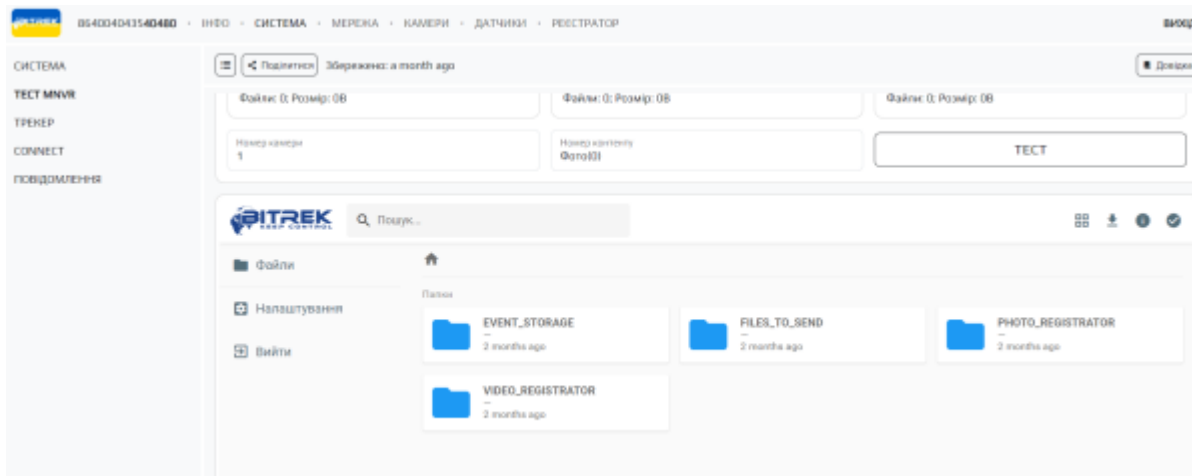 BITREK 864004043540480 · ІНФО · СИСТЕМА · МЕРЕЖА · КАМЕРИ · ДАТЧИКИ · РЕЄСТРАТОР
СИСТЕМА
ТЕСТ MNVR
ТРЕКЕР
CONNECT
ПОВІДОМЛЕННЯ
Поділитися Збережено: a month ago
Файли: 0; Розмір: 0B Файли: 0; Розмір: 0B Файли: 0; Розмір: 0B
Номер камери
1
Номер контенту
Фото(0)
ТЕСТ
BITREK
KEEP CONTROL
Пошук...
Файли
Налаштування
Вийти
Папки
EVENT_STORAGE
—
2 months ago
FILES_TO_SEND
—
2 months ago
PHOTO_REGISTRATOR
—
2 months ago
VIDEO_REGISTRATOR
—
2 months ago